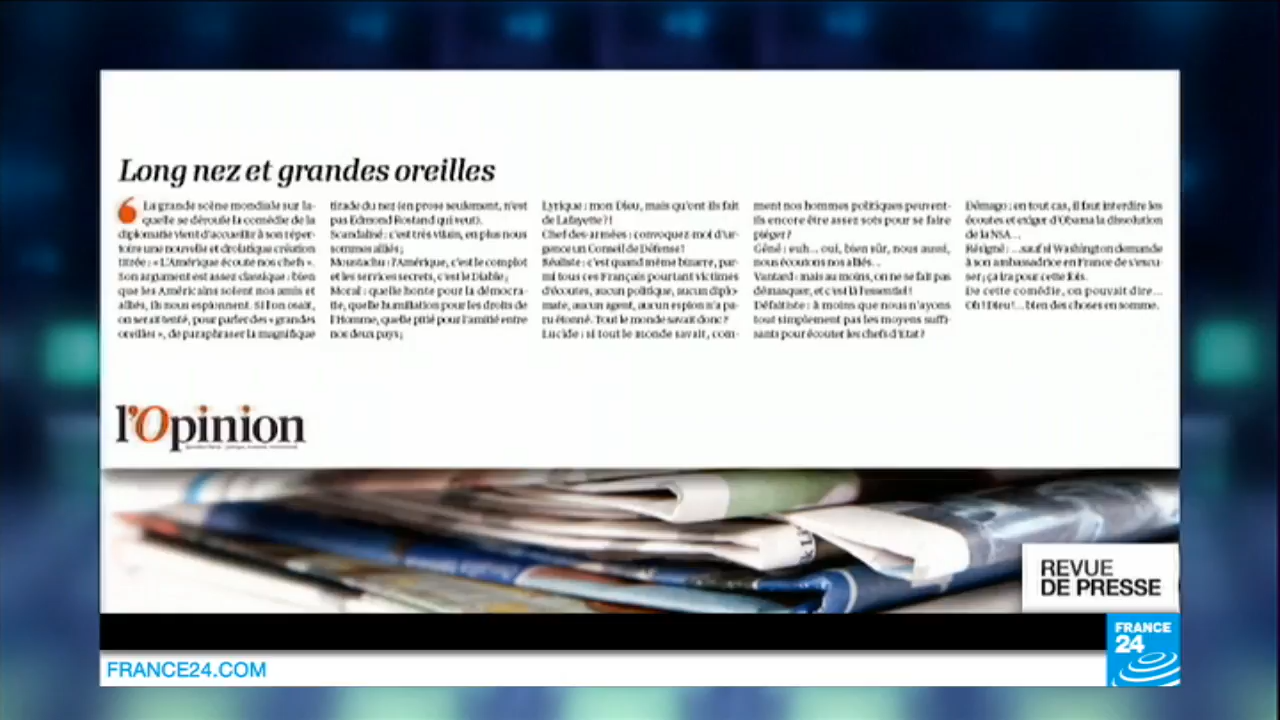 Long nez et grandes oreilles
La grande scène mondiale sur la-
quelle se déroule la comédie de la
diplomatie vient d'accueillir à son réper-
toire une nouvelle et drolatique création
titrée : « L'Amérique écoute nos chefs ».
Son argument est assez classique : bien
que les Américains soient nos amis et
alliés, ils nous espionnent. Si l'on osait,
on serait tenté, pour parler des « grandes
oreilles », de paraphraser la magnifique
tirade du nez (en prose seulement, n'est
pas Edmond Rostand qui veut).
Scandalisé : c'est très vilain, en plus nous
sommes alliés ;
Moustachu : l'Amérique, c'est le complot
et les services secrets, c'est le Diable ;
Moral : quelle honte pour la démocra-
tie, quelle humiliation pour les droits de
l'Homme, quelle pitié pour l'amitié entre
nos deux pays ;
Lyrique : mon Dieu, mais qu'ont ils fait
de Lafayette ? !
Chef des armées : convoquez-moi d'ur-
gence un Conseil de Défense !
Réaliste : c'est quand même bizarre, par-
mi tous ces Français pourtant victimes
d'écoutes, aucun politique, aucun diplo-
mate, aucun agent, aucun espion n'a pa-
ru étonné. Tout le monde savait donc ?
Lucide : si tout le monde savait, com-
ment nos hommes politiques peuvent-
ils encore être assez sots pour se faire
piéger ?
Gêné : euh... oui, bien sûr, nous aussi,
nous écoutons nos alliés...
Vantard : mais au moins, on ne se fait pas
démasquer, et c'est là l'essentiel !
Défaitiste : à moins que nous n'ayons
tout simplement pas les moyens suffi-
sants pour écouter les chefs d'Etat ?
Démago : en tout cas, il faut interdire les
écoutes et exiger d'Obama la dissolution
de la NSA...
Résigné : ...sauf si Washington demande
à son ambassadrice en France de s'excu-
ser ; ça ira pour cette fois.
De cette comédie, on pouvait dire...
Oh ! Dieu !... bien des choses en somme.
l'Opinion
REVUE
DE PRESSE
FRANCE
24
FRANCE24.COM